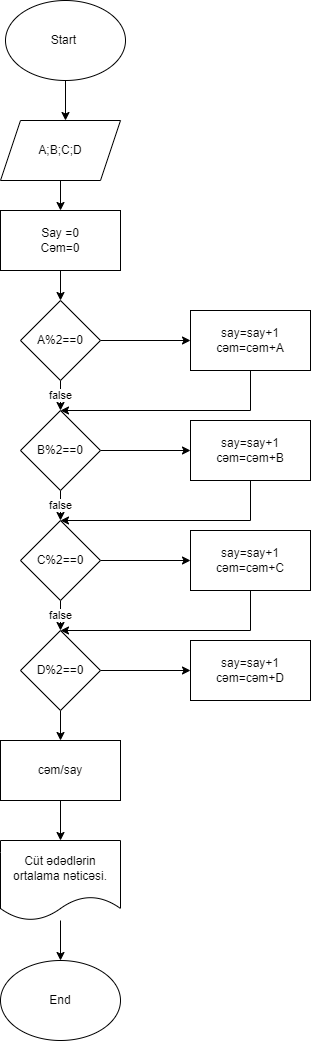 Start
A;B;C;D
Say =0
Cəm=0
A%2==0
say=say+1
cəm=cəm+A
false
B%2==0
say=say+1
cəm=cəm+B
false
C%2==0
say=say+1
cəm=cəm+C
false
D%2==0
say=say+1
cəm=cəm+D
cəm/say
Cüt ədədlərin
ortalama nəticəsi.
End